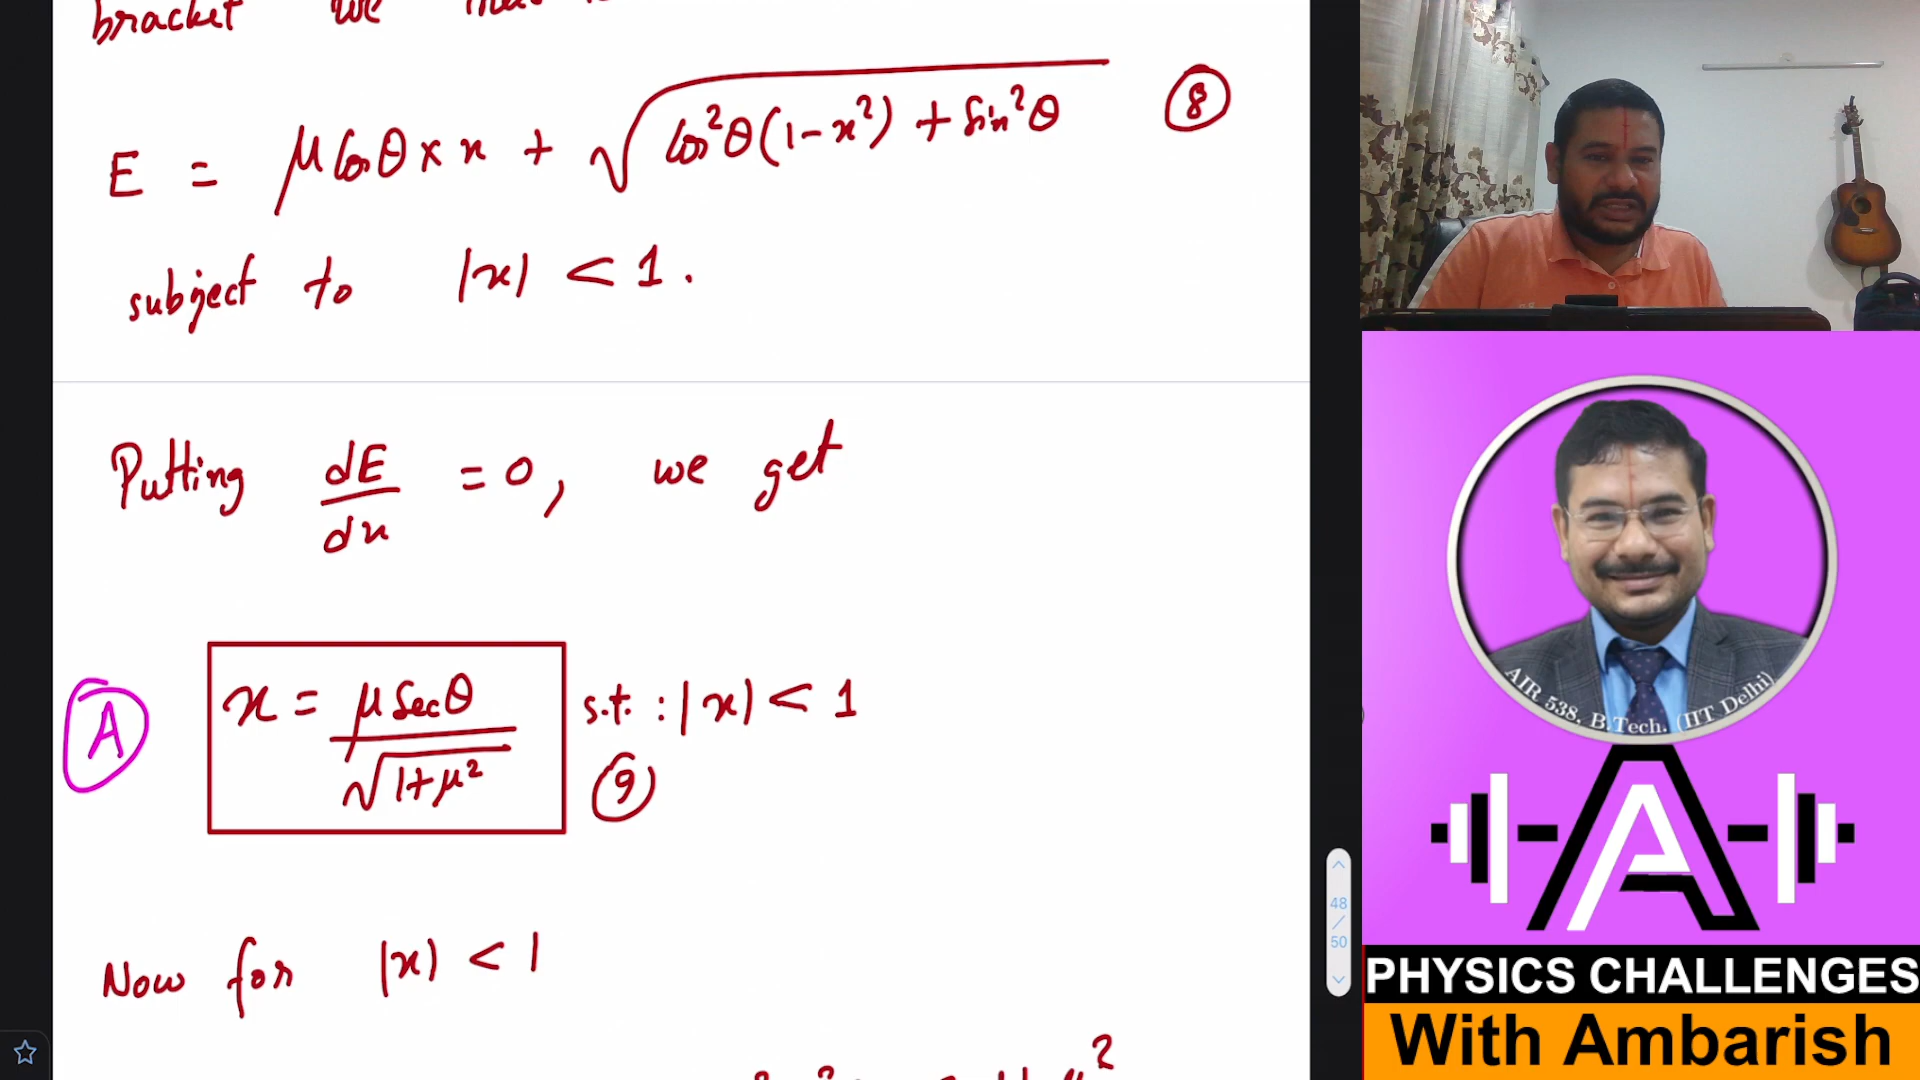 bracket we
E = μ cosθ × x + √(cos²θ(1-x²) + sin²θ) ⑧
subject to |x| < 1.
Putting dE/dx = 0, we get
Ⓐ x = μ secθ / √(1+μ²) s.t. : |x| < 1
⑨
Now for |x| < 1
48
/
50
AIR 538, B.Tech. (IIT Delhi)
A
PHYSICS CHALLENGES
With Ambarish